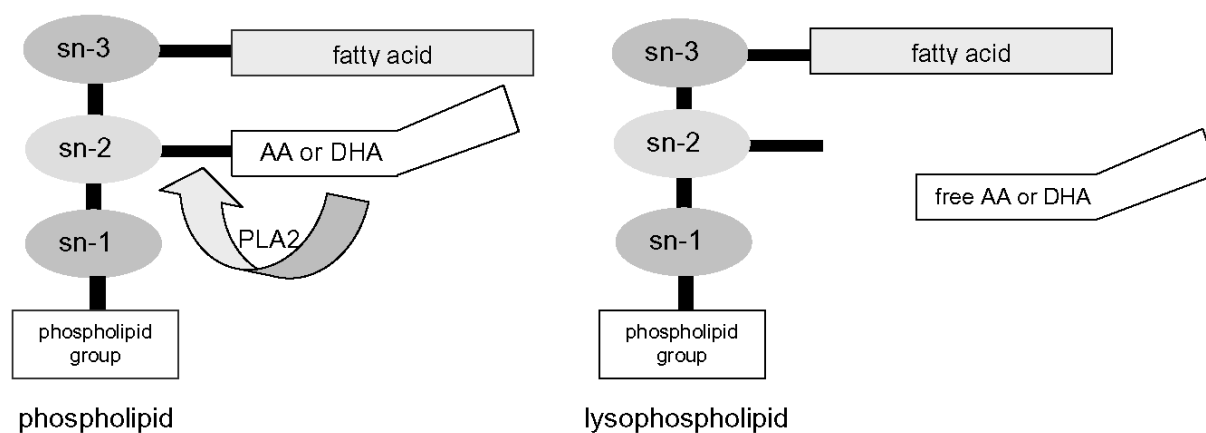 sn-3
fatty acid
sn-2
AA or DHA
PLA2
sn-1
phospholipid
group
phospholipid
sn-3
fatty acid
sn-2
free AA or DHA
sn-1
phospholipid
group
lysophospholipid